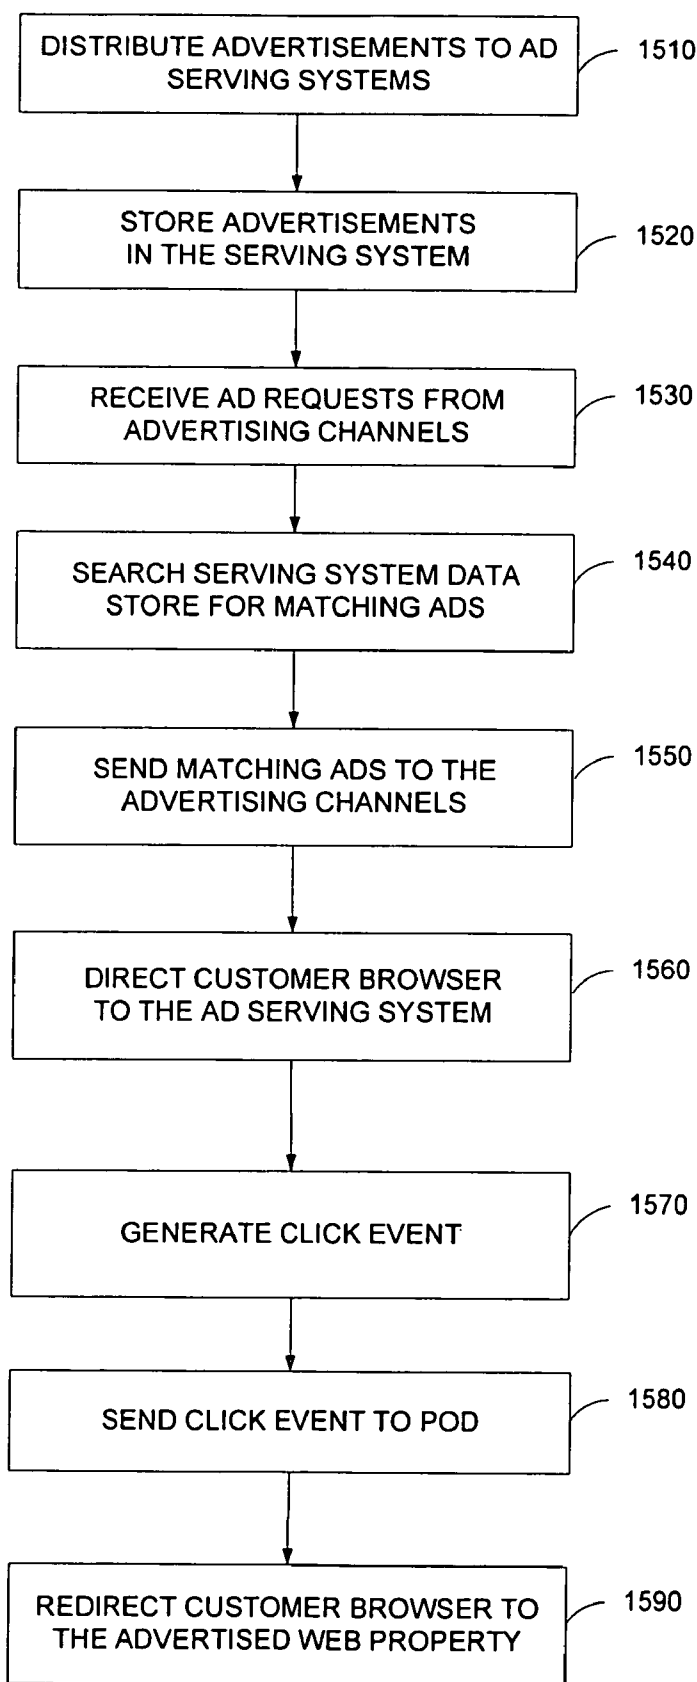 DISTRIBUTE ADVERTISEMENTS TO AD
SERVING SYSTEMS
1510
STORE ADVERTISEMENTS
IN THE SERVING SYSTEM
1520
RECEIVE AD REQUESTS FROM
ADVERTISING CHANNELS
1530
SEARCH SERVING SYSTEM DATA
STORE FOR MATCHING ADS
1540
SEND MATCHING ADS TO THE
ADVERTISING CHANNELS
1550
DIRECT CUSTOMER BROWSER
TO THE AD SERVING SYSTEM
1560
GENERATE CLICK EVENT
1570
SEND CLICK EVENT TO POD
1580
REDIRECT CUSTOMER BROWSER TO
THE ADVERTISED WEB PROPERTY
1590